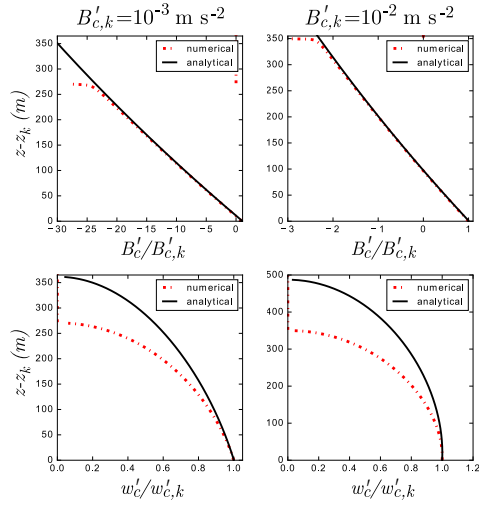 B′c,k=10-3 m s-2
B′c,k=10-2 m s-2
z-zk (m)
350
300
250
200
150
100
50
0
numerical
analytical
−30 −25 −20 −15 −10 −5 0
B′c/B′c,k
350
300
250
200
150
100
50
0
numerical
analytical
−3 −2 −1 0 1
B′c/B′c,k
z-zk (m)
350
300
250
200
150
100
50
0
numerical
analytical
0.0 0.2 0.4 0.6 0.8 1.0
w′c/w′c,k
500
400
300
200
100
0
numerical
analytical
0.0 0.2 0.4 0.6 0.8 1.0 1.2
w′c/w′c,k